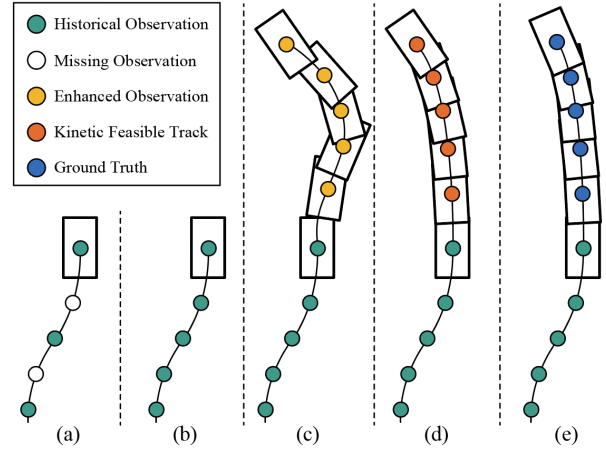 Historical Observation
Missing Observation
Enhanced Observation
Kinetic Feasible Track
Ground Truth
(a) (b) (c) (d) (e)